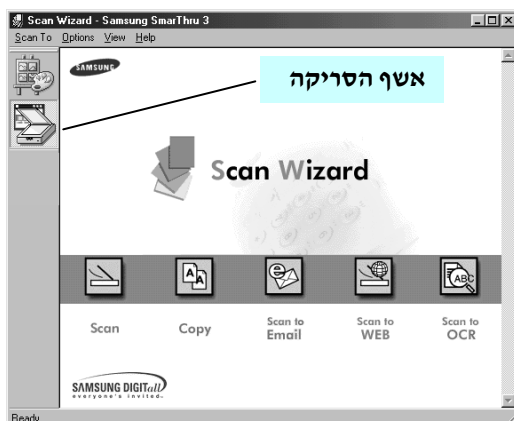 Scan Wizard - Samsung SmarThru 3
Scan To Options View Help
SAMSUNG
אשף הסריקה
Scan Wizard
Scan
Copy
Scan to Email
Scan to WEB
Scan to OCR
SAMSUNG DIGITall
everyone's invited™
Ready